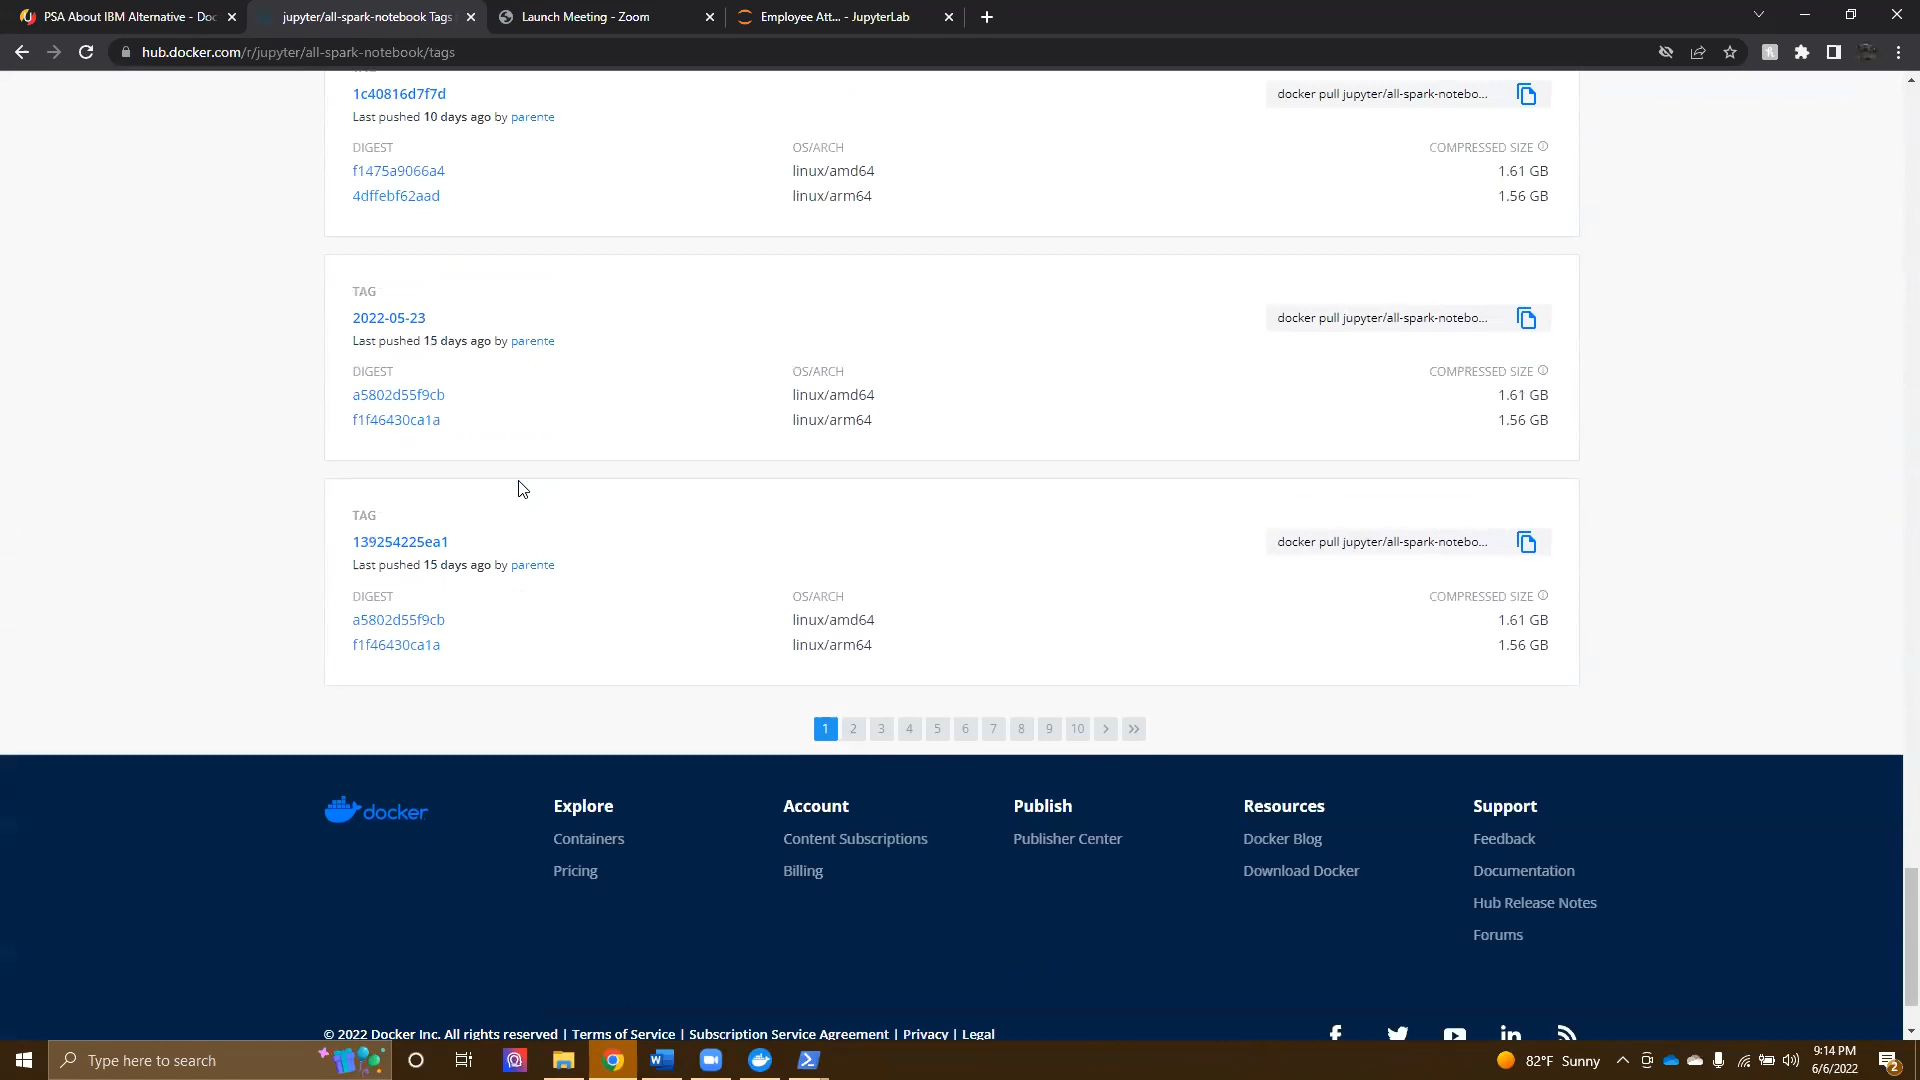 PSA About IBM Alternative - Doc
jupyter/all-spark-notebook Tags
Launch Meeting - Zoom
Employee Att... - JupyterLab
hub.docker.com/r/jupyter/all-spark-notebook/tags
1c40816d7f7d
docker pull jupyter/all-spark-notebo...
Last pushed 10 days ago by parente
DIGEST OS/ARCH COMPRESSED SIZE
f1475a9066a4 linux/amd64 1.61 GB
4dffebf62aad linux/arm64 1.56 GB
TAG
2022-05-23
docker pull jupyter/all-spark-notebo...
Last pushed 15 days ago by parente
DIGEST OS/ARCH COMPRESSED SIZE
a5802d55f9cb linux/amd64 1.61 GB
f1f46430ca1a linux/arm64 1.56 GB
TAG
139254225ea1
docker pull jupyter/all-spark-notebo...
Last pushed 15 days ago by parente
DIGEST OS/ARCH COMPRESSED SIZE
a5802d55f9cb linux/amd64 1.61 GB
f1f46430ca1a linux/arm64 1.56 GB
1 2 3 4 5 6 7 8 9 10 > >>
docker
Explore
Containers
Pricing
Account
Content Subscriptions
Billing
Publish
Publisher Center
Resources
Docker Blog
Download Docker
Support
Feedback
Documentation
Hub Release Notes
Forums
© 2022 Docker Inc. All rights reserved | Terms of Service | Subscription Service Agreement | Privacy | Legal
Type here to search
82°F Sunny
9:14 PM
6/6/2022
2